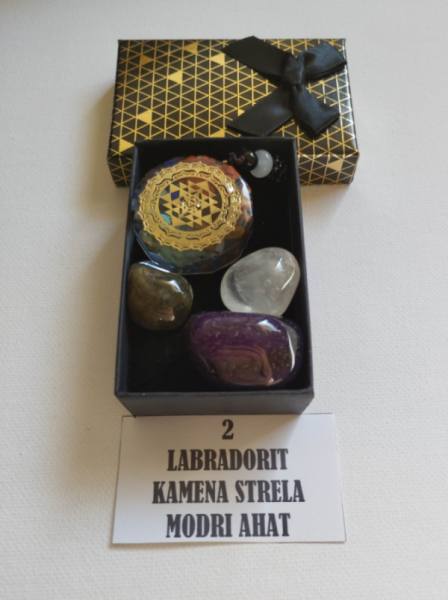 2
LABRADORIT
KAMENA STRELA
MODRI AHAT